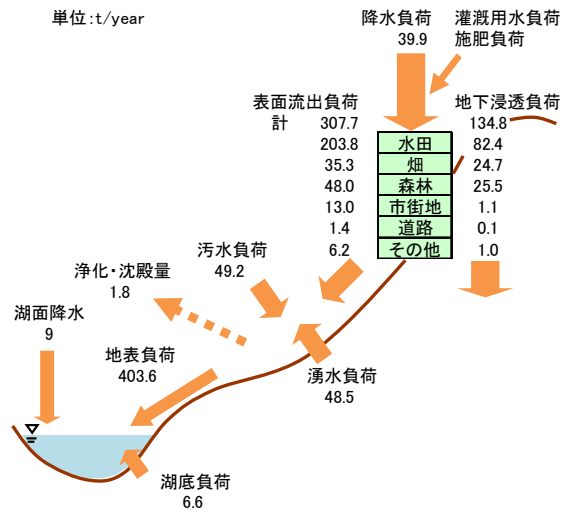 単位:t/year
降水負荷
39.9
灌漑用水負荷
施肥負荷
表面流出負荷
計 307.7
地下浸透負荷
134.8
203.8 水田 82.4
35.3 畑 24.7
48.0 森林 25.5
13.0 市街地 1.1
1.4 道路 0.1
6.2 その他 1.0
汚水負荷
49.2
浄化・沈殿量
1.8
湖面降水
9
地表負荷
403.6
湧水負荷
48.5
湖底負荷
6.6